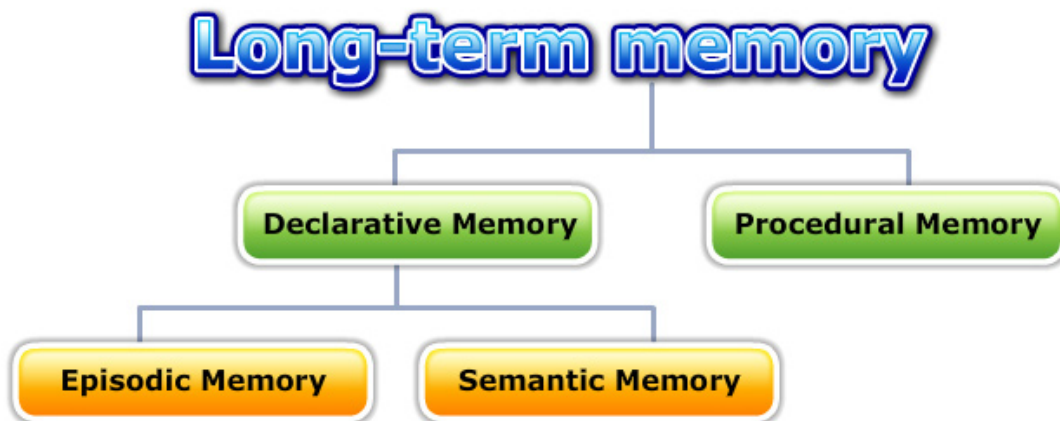 Long-term memory
Declarative Memory
Procedural Memory
Episodic Memory
Semantic Memory